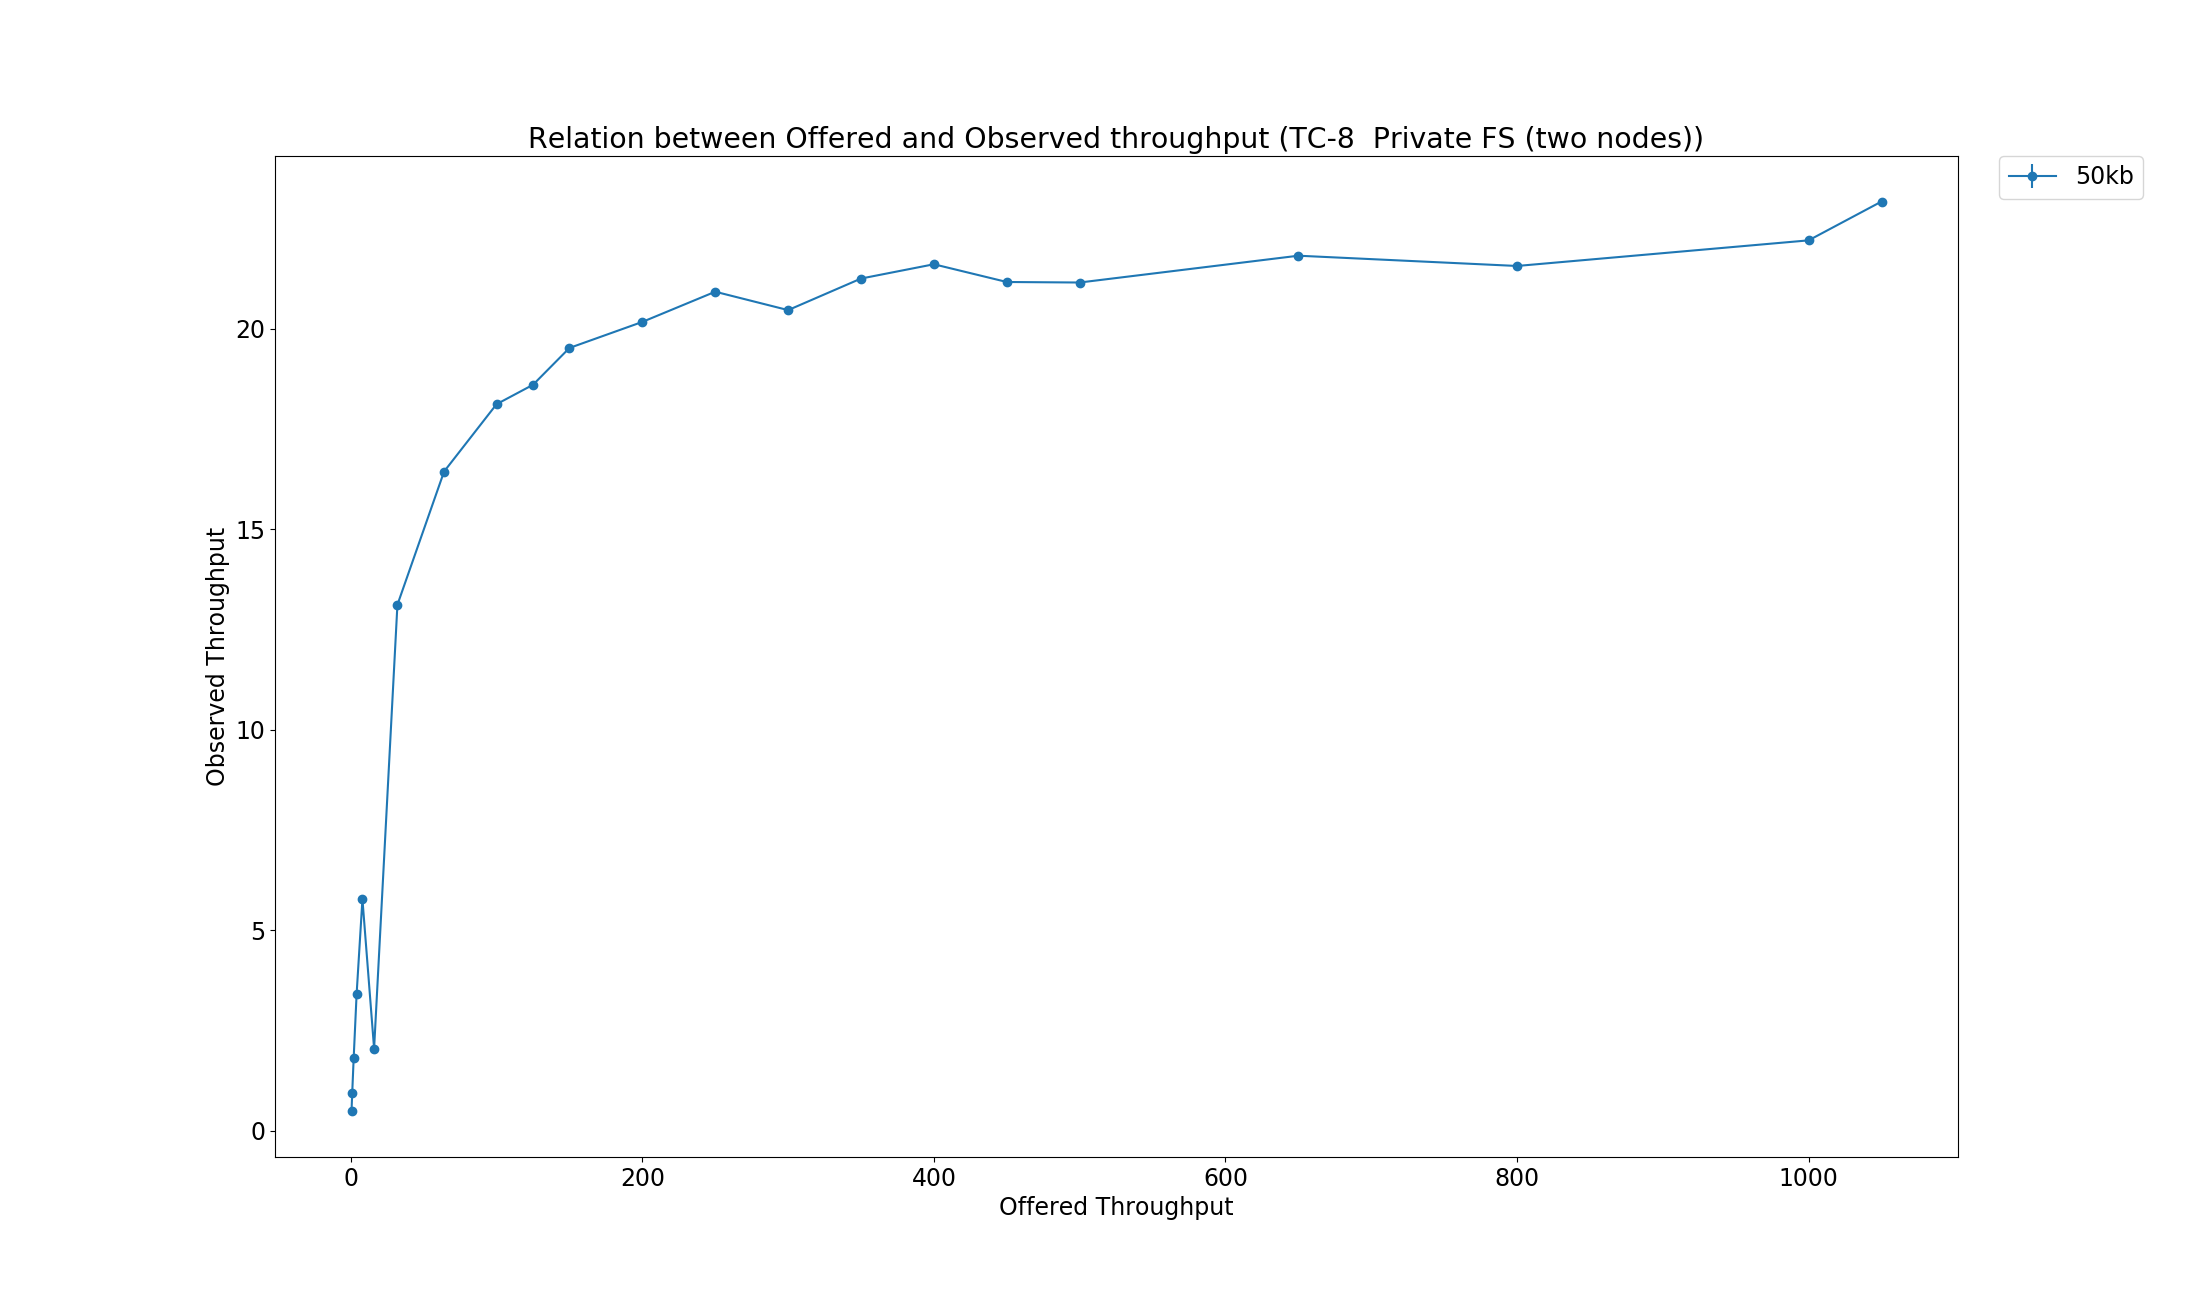 Relation between Offered and Observed throughput (TC-8  Private FS (two nodes))
50kb
Observed Throughput
20
15
10
5
0
0 200 400 600 800 1000
Offered Throughput